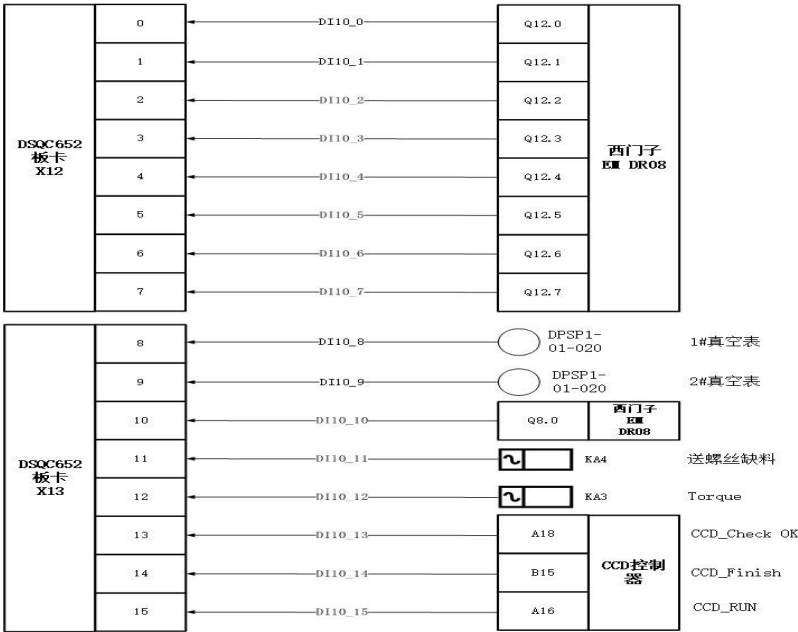 DSQC652
板卡
X12
0 DI10_0 Q12.0
1 DI10_1 Q12.1
2 DI10_2 Q12.2
3 DI10_3 Q12.3
4 DI10_4 Q12.4
5 DI10_5 Q12.5
6 DI10_6 Q12.6
7 DI10_7 Q12.7
西门子
EM DR08
DSQC652
板卡
X13
8 DI10_8 DPSP1-
01-020
1#真空表
9 DI10_9 DPSP1-
01-020
2#真空表
10 DI10_10 Q8.0
西门子
EM
DR08
11 DI10_11 KA4 送螺丝缺料
12 DI10_12 KA3 Torque
13 DI10_13 A18 CCD_Check OK
14 DI10_14 B15 CCD_Finish
15 DI10_15 A16 CCD_RUN
CCD控制
器